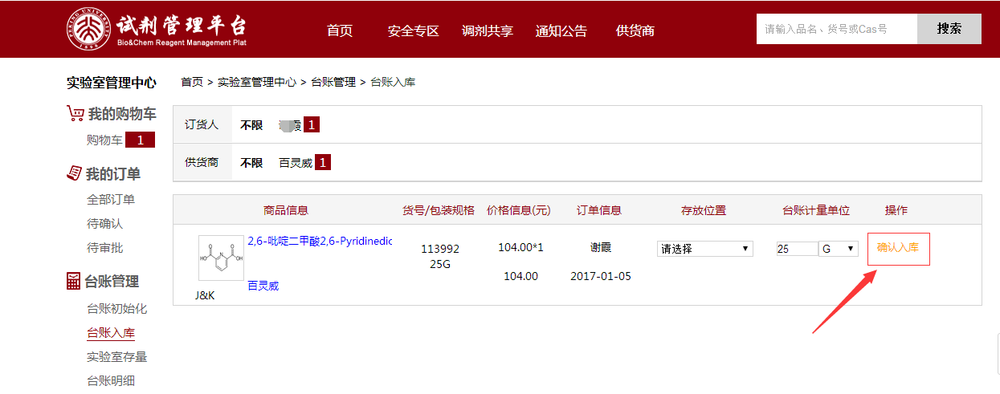 PEKING UNIVERSITY
1898
试剂管理平台
Bio&Chem Reagent Management Plat
首页 安全专区 调剂共享 通知公告 供货商
请输入品名、货号或Cas号 搜索
实验室管理中心
首页 > 实验室管理中心 > 台账管理 > 台账入库
我的购物车
购物车 1
我的订单
全部订单
待确认
待审批
台账管理
台账初始化
台账入库
实验室存量
台账明细
订货人 不限 霞 1
供货商 不限 百灵威 1
商品信息 货号/包装规格 价格信息(元) 订单信息 存放位置 台账计量单位 操作
2,6-吡啶二甲酸2,6-Pyridinedic
HO O N O OH
百灵威
J&K
113992
25G
104.00*1
104.00
谢霞
2017-01-05
请选择 ▼
25 G ▼
确认入库